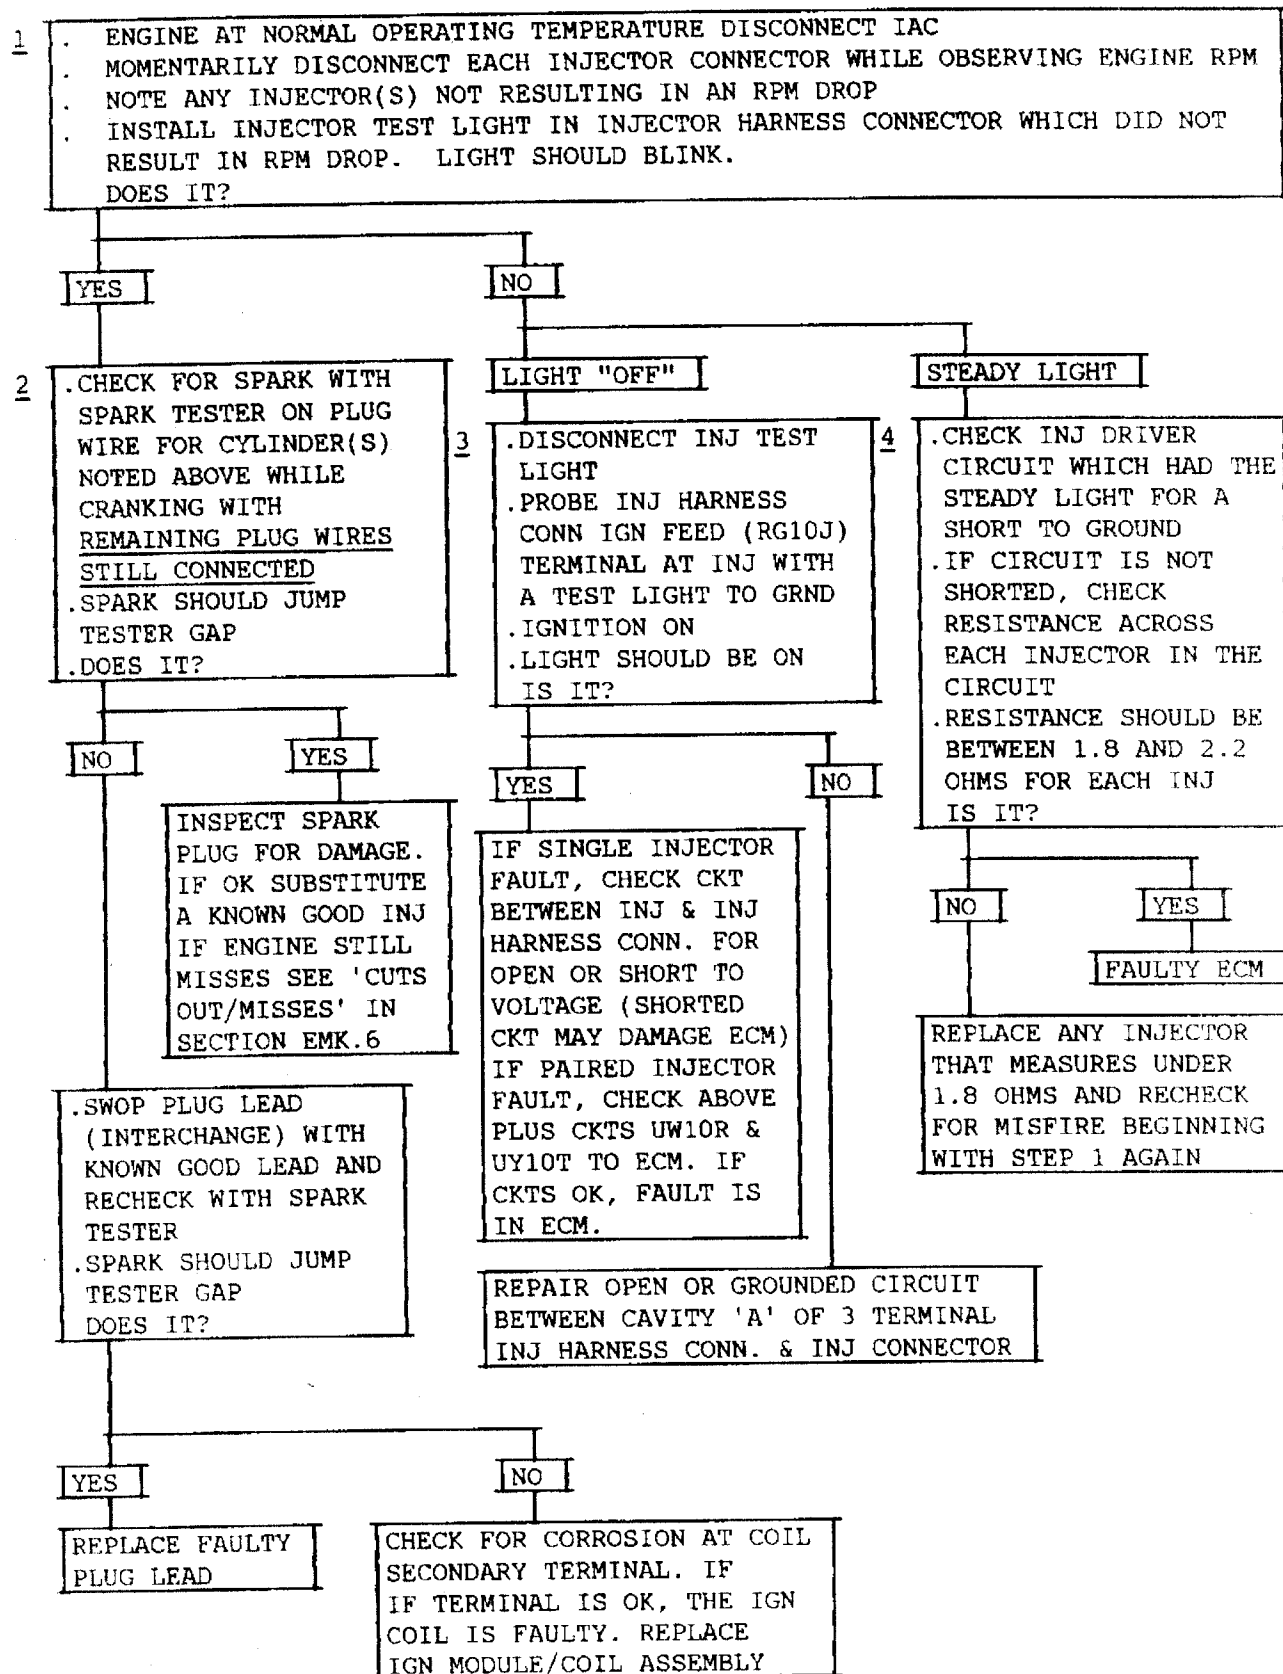 1
. ENGINE AT NORMAL OPERATING TEMPERATURE DISCONNECT IAC
. MOMENTARILY DISCONNECT EACH INJECTOR CONNECTOR WHILE OBSERVING ENGINE RPM
. NOTE ANY INJECTOR(S) NOT RESULTING IN AN RPM DROP
. INSTALL INJECTOR TEST LIGHT IN INJECTOR HARNESS CONNECTOR WHICH DID NOT
RESULT IN RPM DROP. LIGHT SHOULD BLINK.
DOES IT?
YES
NO
2
.CHECK FOR SPARK WITH
SPARK TESTER ON PLUG
WIRE FOR CYLINDER(S)
NOTED ABOVE WHILE
CRANKING WITH
REMAINING PLUG WIRES
STILL CONNECTED
.SPARK SHOULD JUMP
TESTER GAP
.DOES IT?
LIGHT "OFF"
3
.DISCONNECT INJ TEST
LIGHT
.PROBE INJ HARNESS
CONN IGN FEED (RG10J)
TERMINAL AT INJ WITH
A TEST LIGHT TO GRND
.IGNITION ON
.LIGHT SHOULD BE ON
IS IT?
STEADY LIGHT
4
.CHECK INJ DRIVER
CIRCUIT WHICH HAD THE
STEADY LIGHT FOR A
SHORT TO GROUND
.IF CIRCUIT IS NOT
SHORTED, CHECK
RESISTANCE ACROSS
EACH INJECTOR IN THE
CIRCUIT
.RESISTANCE SHOULD BE
BETWEEN 1.8 AND 2.2
OHMS FOR EACH INJ
IS IT?
NO
YES
INSPECT SPARK
PLUG FOR DAMAGE.
IF OK SUBSTITUTE
A KNOWN GOOD INJ
IF ENGINE STILL
MISSES SEE 'CUTS
OUT/MISSES' IN
SECTION EMK.6
YES
NO
IF SINGLE INJECTOR
FAULT, CHECK CKT
BETWEEN INJ & INJ
HARNESS CONN. FOR
OPEN OR SHORT TO
VOLTAGE (SHORTED
CKT MAY DAMAGE ECM)
IF PAIRED INJECTOR
FAULT, CHECK ABOVE
PLUS CKTS UW10R &
UY10T TO ECM. IF
CKTS OK, FAULT IS
IN ECM.
NO
YES
FAULTY ECM
REPLACE ANY INJECTOR
THAT MEASURES UNDER
1.8 OHMS AND RECHECK
FOR MISFIRE BEGINNING
WITH STEP 1 AGAIN
.SWOP PLUG LEAD
(INTERCHANGE) WITH
KNOWN GOOD LEAD AND
RECHECK WITH SPARK
TESTER
.SPARK SHOULD JUMP
TESTER GAP
DOES IT?
REPAIR OPEN OR GROUNDED CIRCUIT
BETWEEN CAVITY 'A' OF 3 TERMINAL
INJ HARNESS CONN. & INJ CONNECTOR
YES
NO
REPLACE FAULTY
PLUG LEAD
CHECK FOR CORROSION AT COIL
SECONDARY TERMINAL. IF
IF TERMINAL IS OK, THE IGN
COIL IS FAULTY. REPLACE
IGN MODULE/COIL ASSEMBLY